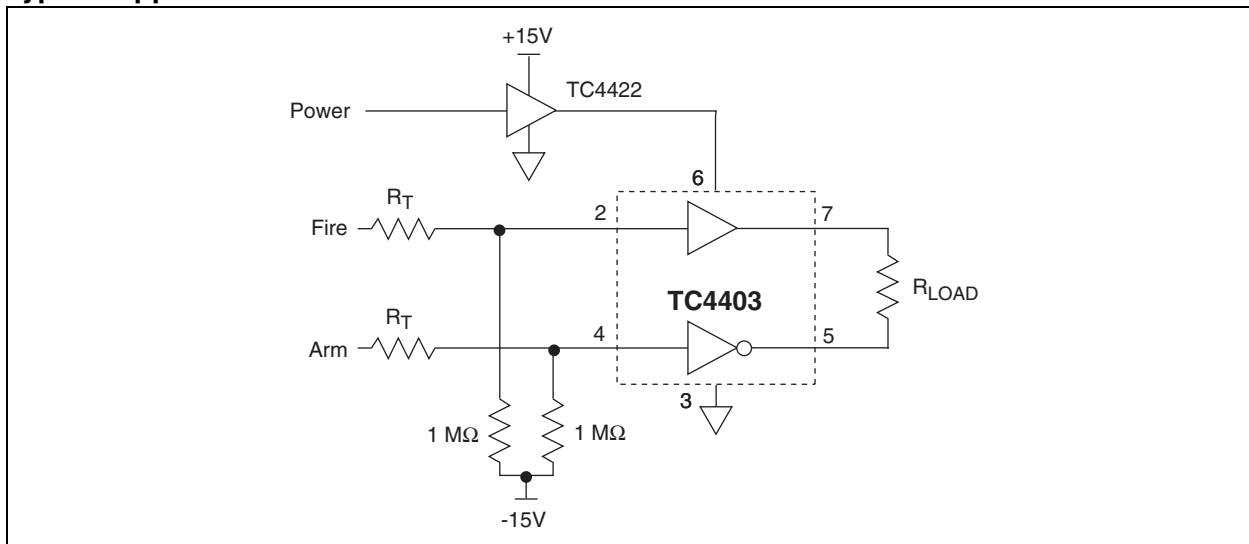 +15V
TC4422
Power
6
R_T
2
7
Fire
TC4403
R_LOAD
R_T
4
5
Arm
3
1 MΩ
1 MΩ
-15V